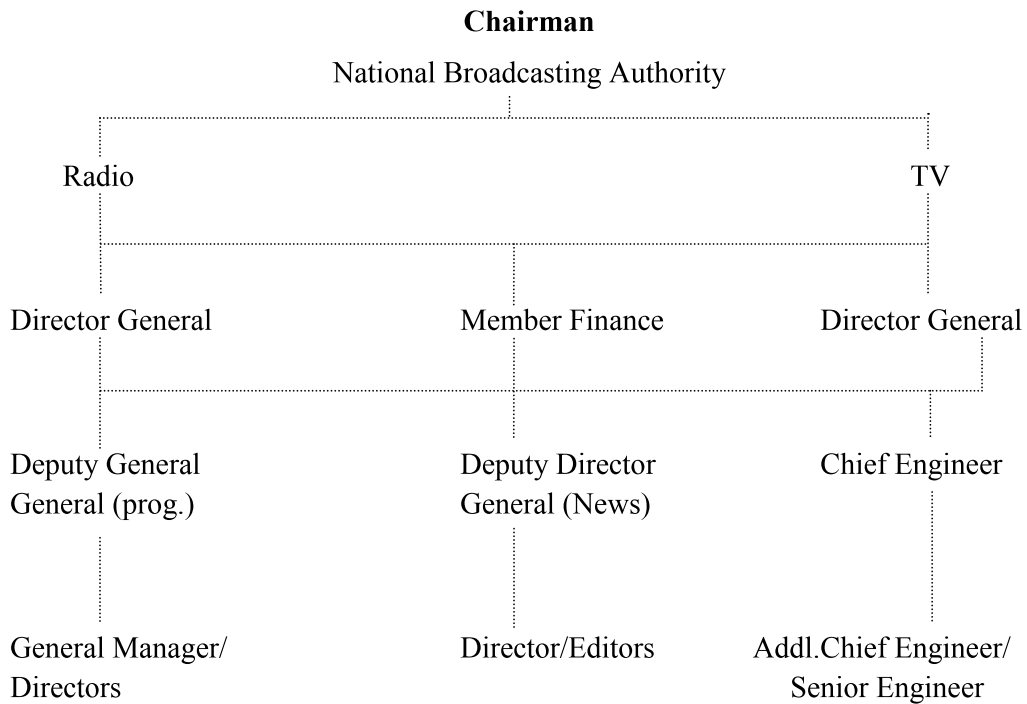 Chairman
National Broadcasting Authority
Radio
TV
Director General
Member Finance
Director General
Deputy General
General (prog.)
Deputy Director
General (News)
Chief Engineer
General Manager/
Directors
Director/Editors
Addl.Chief Engineer/
Senior Engineer